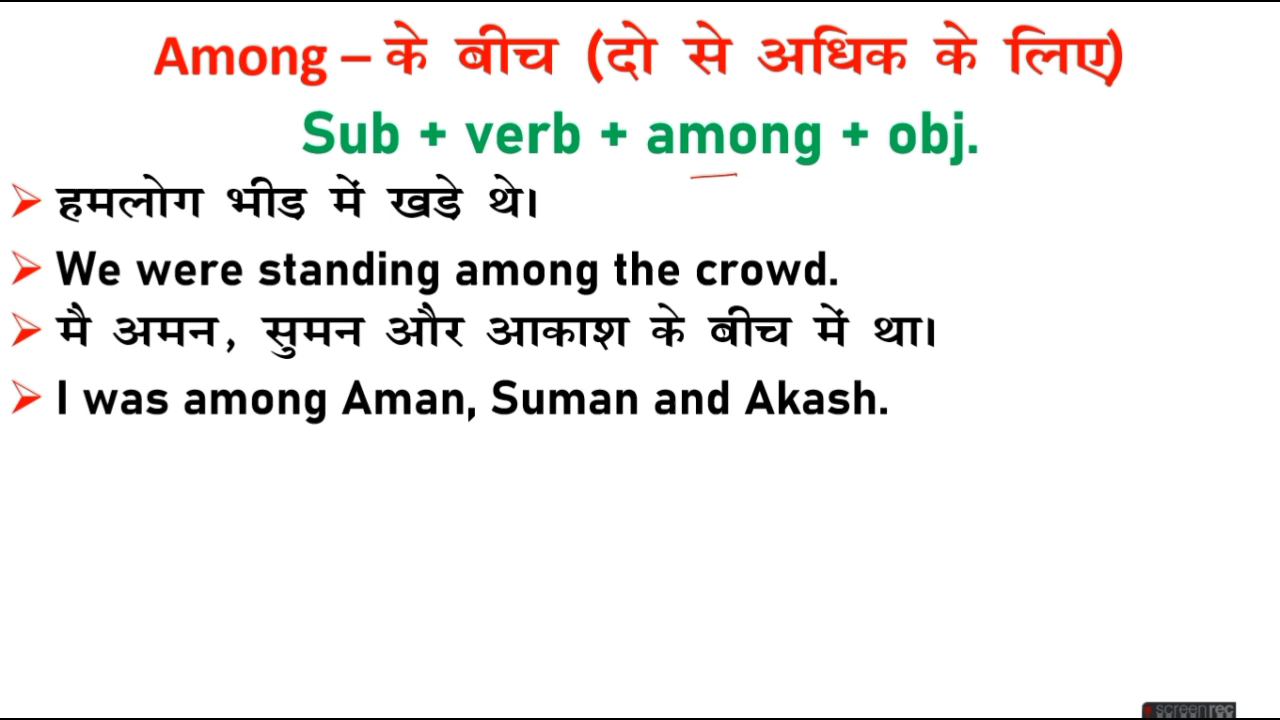 Among – के बीच (दो से अधिक के लिए)
Sub + verb + among + obj.
हमलोग भीड में खडे थे।
We were standing among the crowd.
मै अमन, सुमन और आकाश के बीच में था।
I was among Aman, Suman and Akash.
screenrec